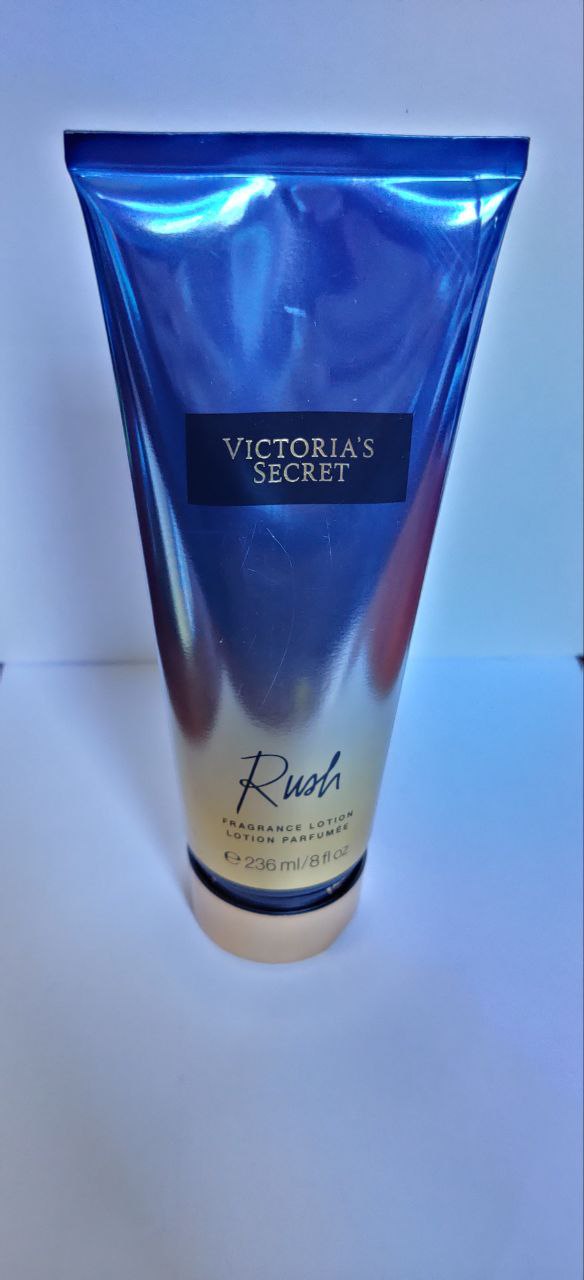 VICTORIA'S
SECRET
Rush
FRAGRANCE LOTION
LOTION PARFUMÉE
℮ 236 ml/8 fl oz